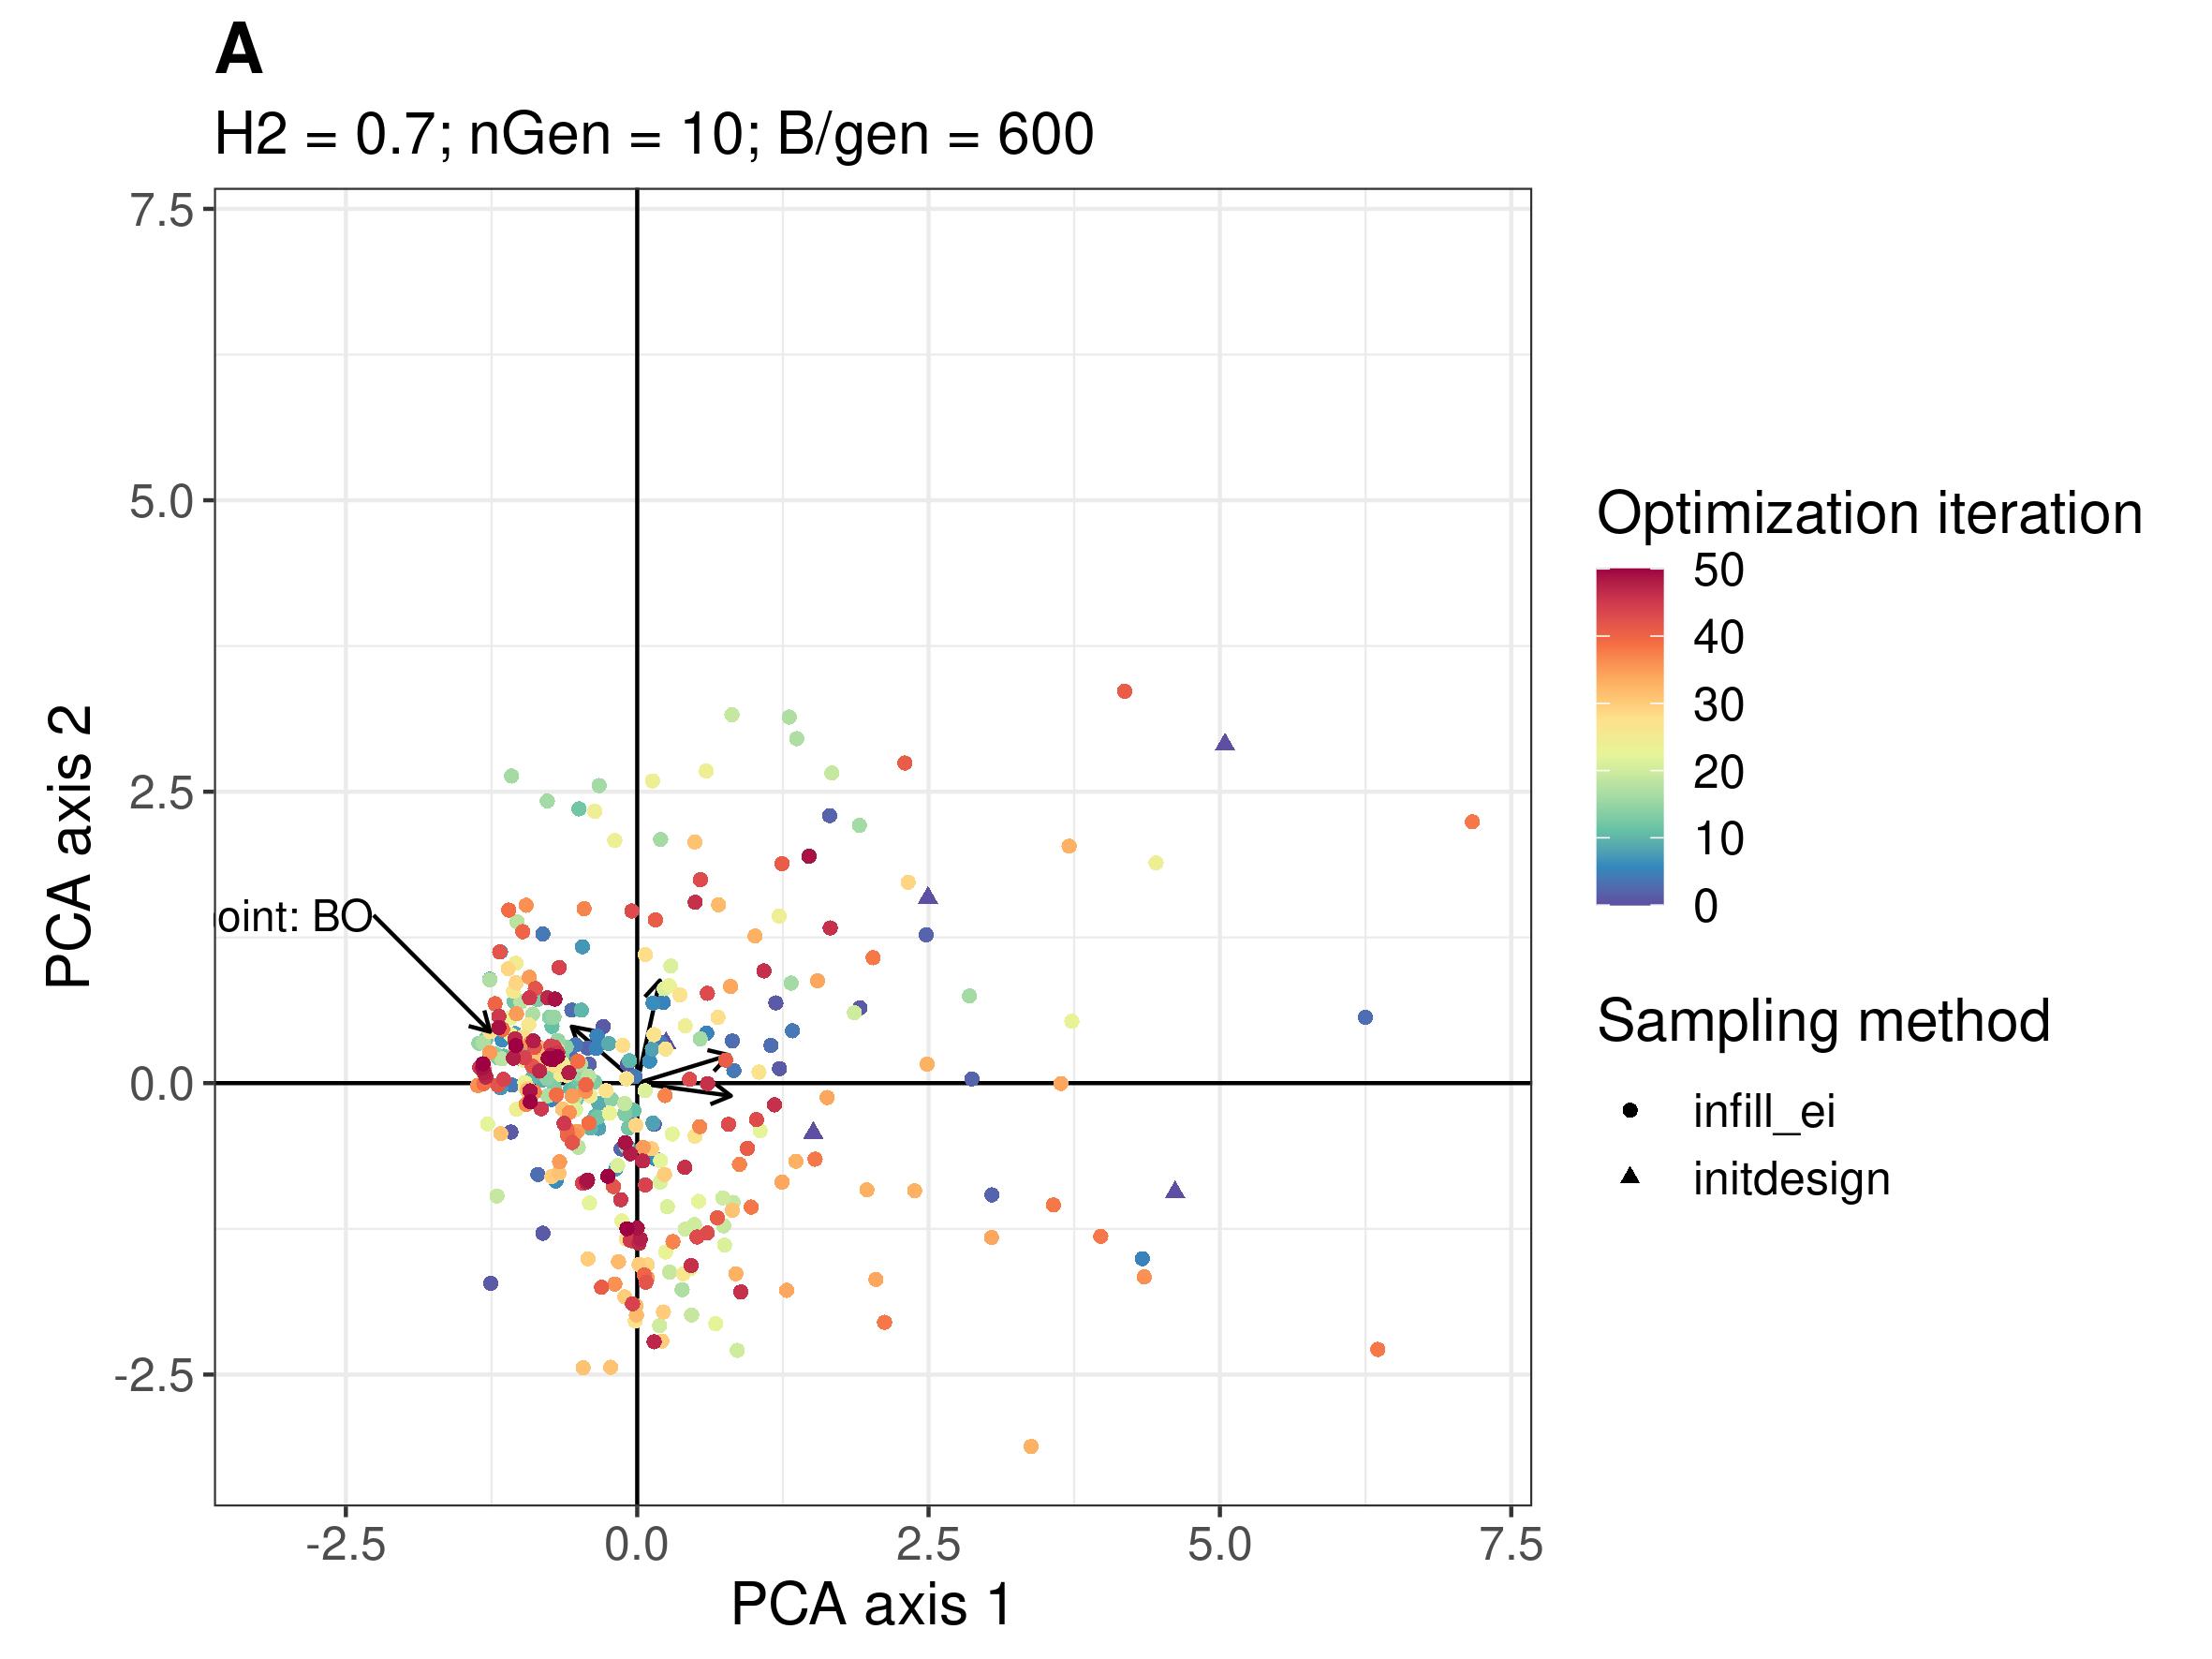 A
H2 = 0.7; nGen = 10; B/gen = 600
7.5
5.0
2.5
0.0
-2.5
PCA axis 2
oint: BO
-2.5
0.0
2.5
5.0
7.5
PCA axis 1
Optimization iteration
50
40
30
20
10
0
Sampling method
infill_ei
initdesign